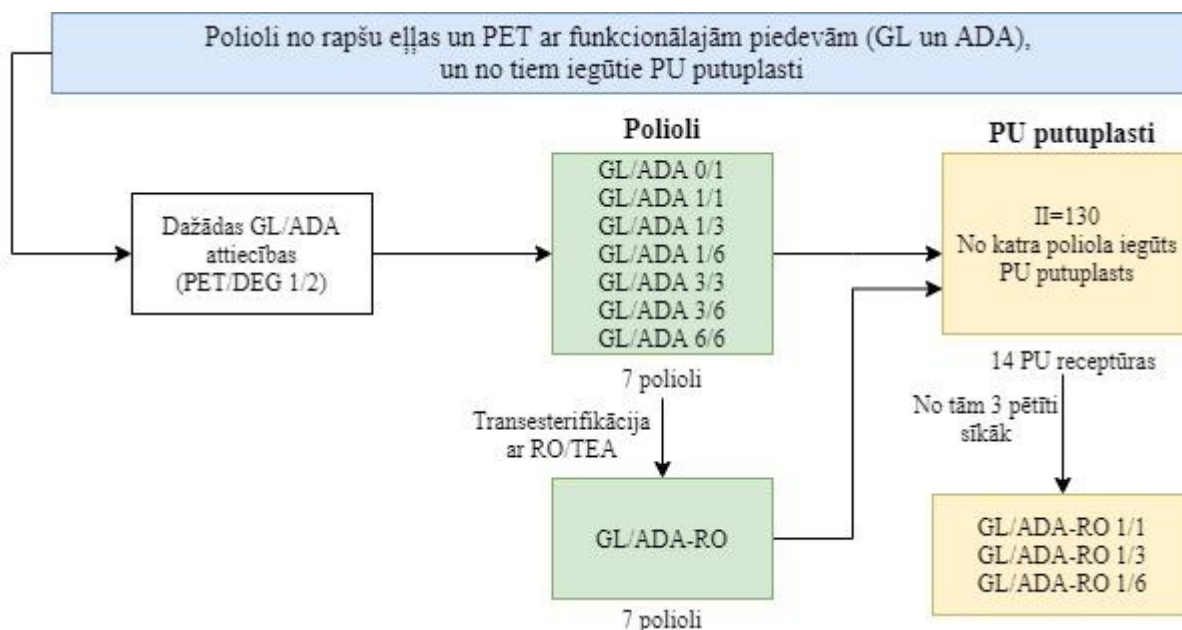 Polioli no rapšu eļļas un PET ar funkcionālajām piedevām (GL un ADA),
un no tiem iegūtie PU putuplasti
Polioli
PU putuplasti
GL/ADA 0/1
GL/ADA 1/1
GL/ADA 1/3
GL/ADA 1/6
GL/ADA 3/3
GL/ADA 3/6
GL/ADA 6/6
Dažādas GL/ADA
attiecības
(PET/DEG 1/2)
II=130
No katra poliola iegūts
PU putuplasts
7 polioli
14 PU receptūras
Transesterifikācija
ar RO/TEA
No tām 3 pētīti
sīkāk
GL/ADA-RO
GL/ADA-RO 1/1
GL/ADA-RO 1/3
GL/ADA-RO 1/6
7 polioli